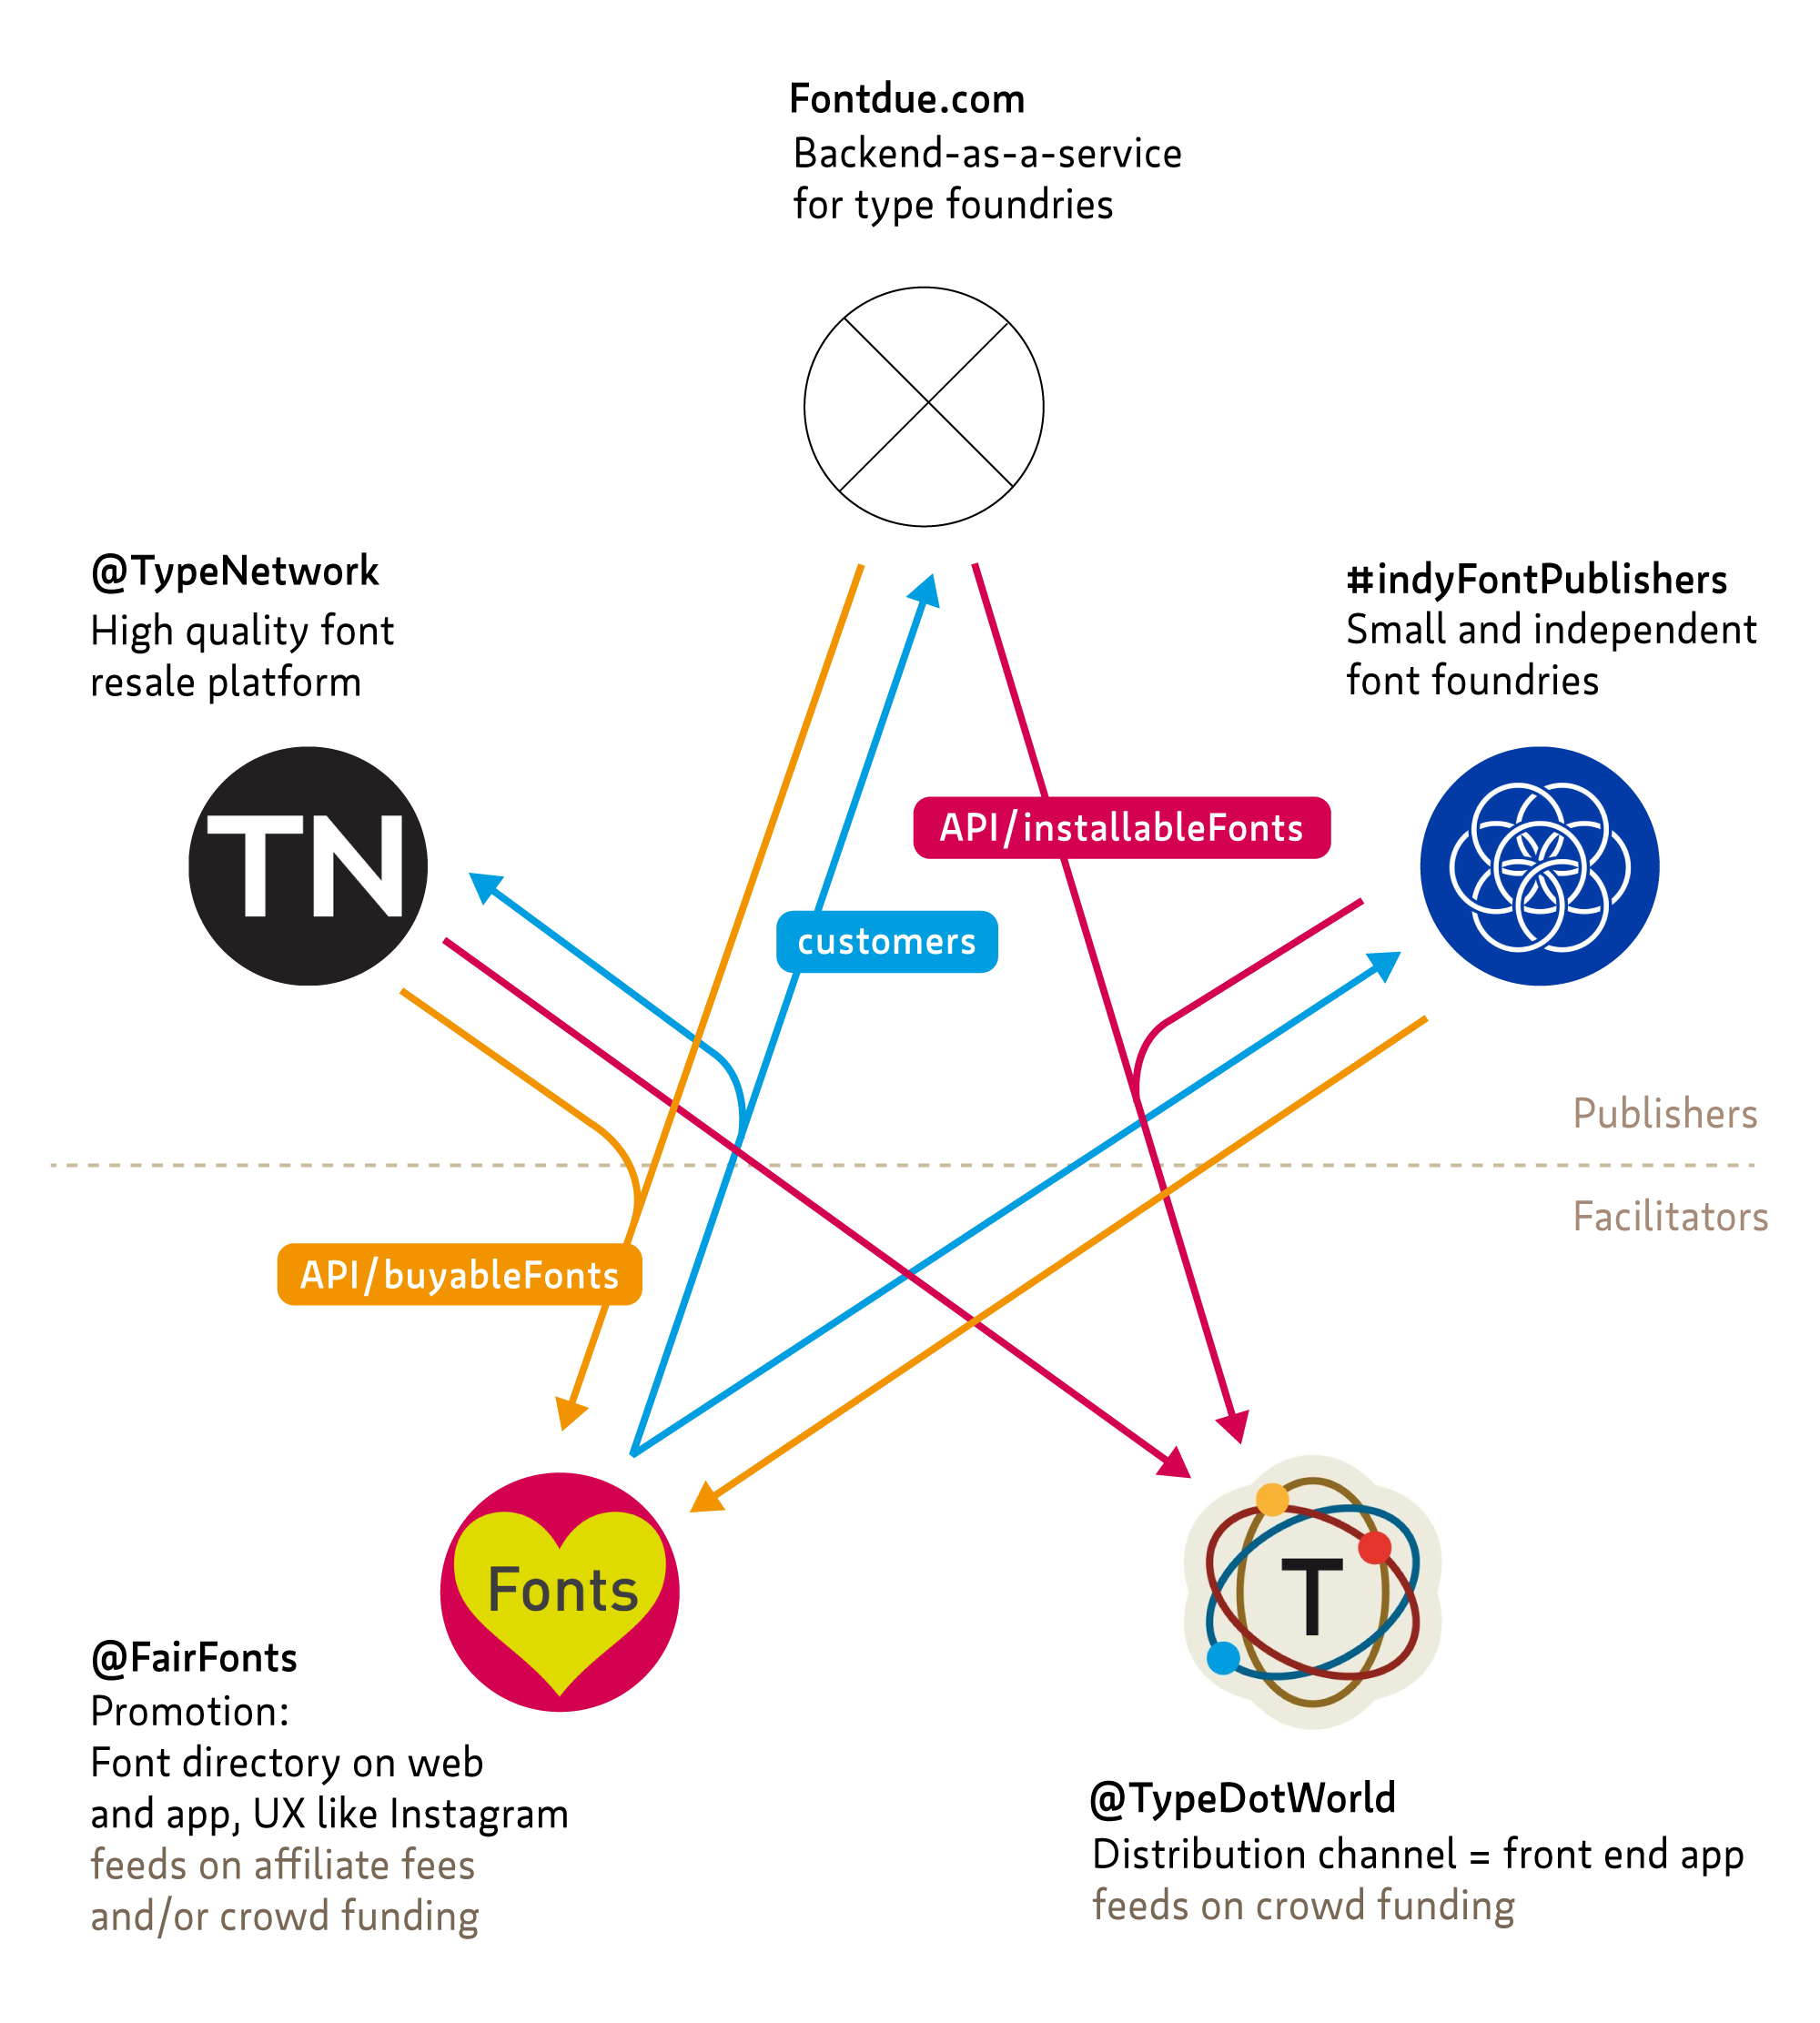 Fontdue.com
Backend-as-a-service
for type foundries
@TypeNetwork
High quality font
resale platform
#indyFontPublishers
Small and independent
font foundries
TN
API/installableFonts
customers
Publishers
Facilitators
API/buyableFonts
Fonts
T
@FairFonts
Promotion:
Font directory on web
and app, UX like Instagram
feeds on affiliate fees
and/or crowd funding
@TypeDotWorld
Distribution channel = front end app
feeds on crowd funding